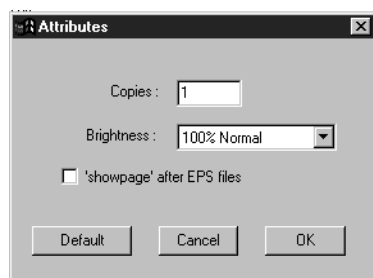 Attributes
Copies : 1
Brightness : 100% Normal
'showpage' after EPS files
Default Cancel OK